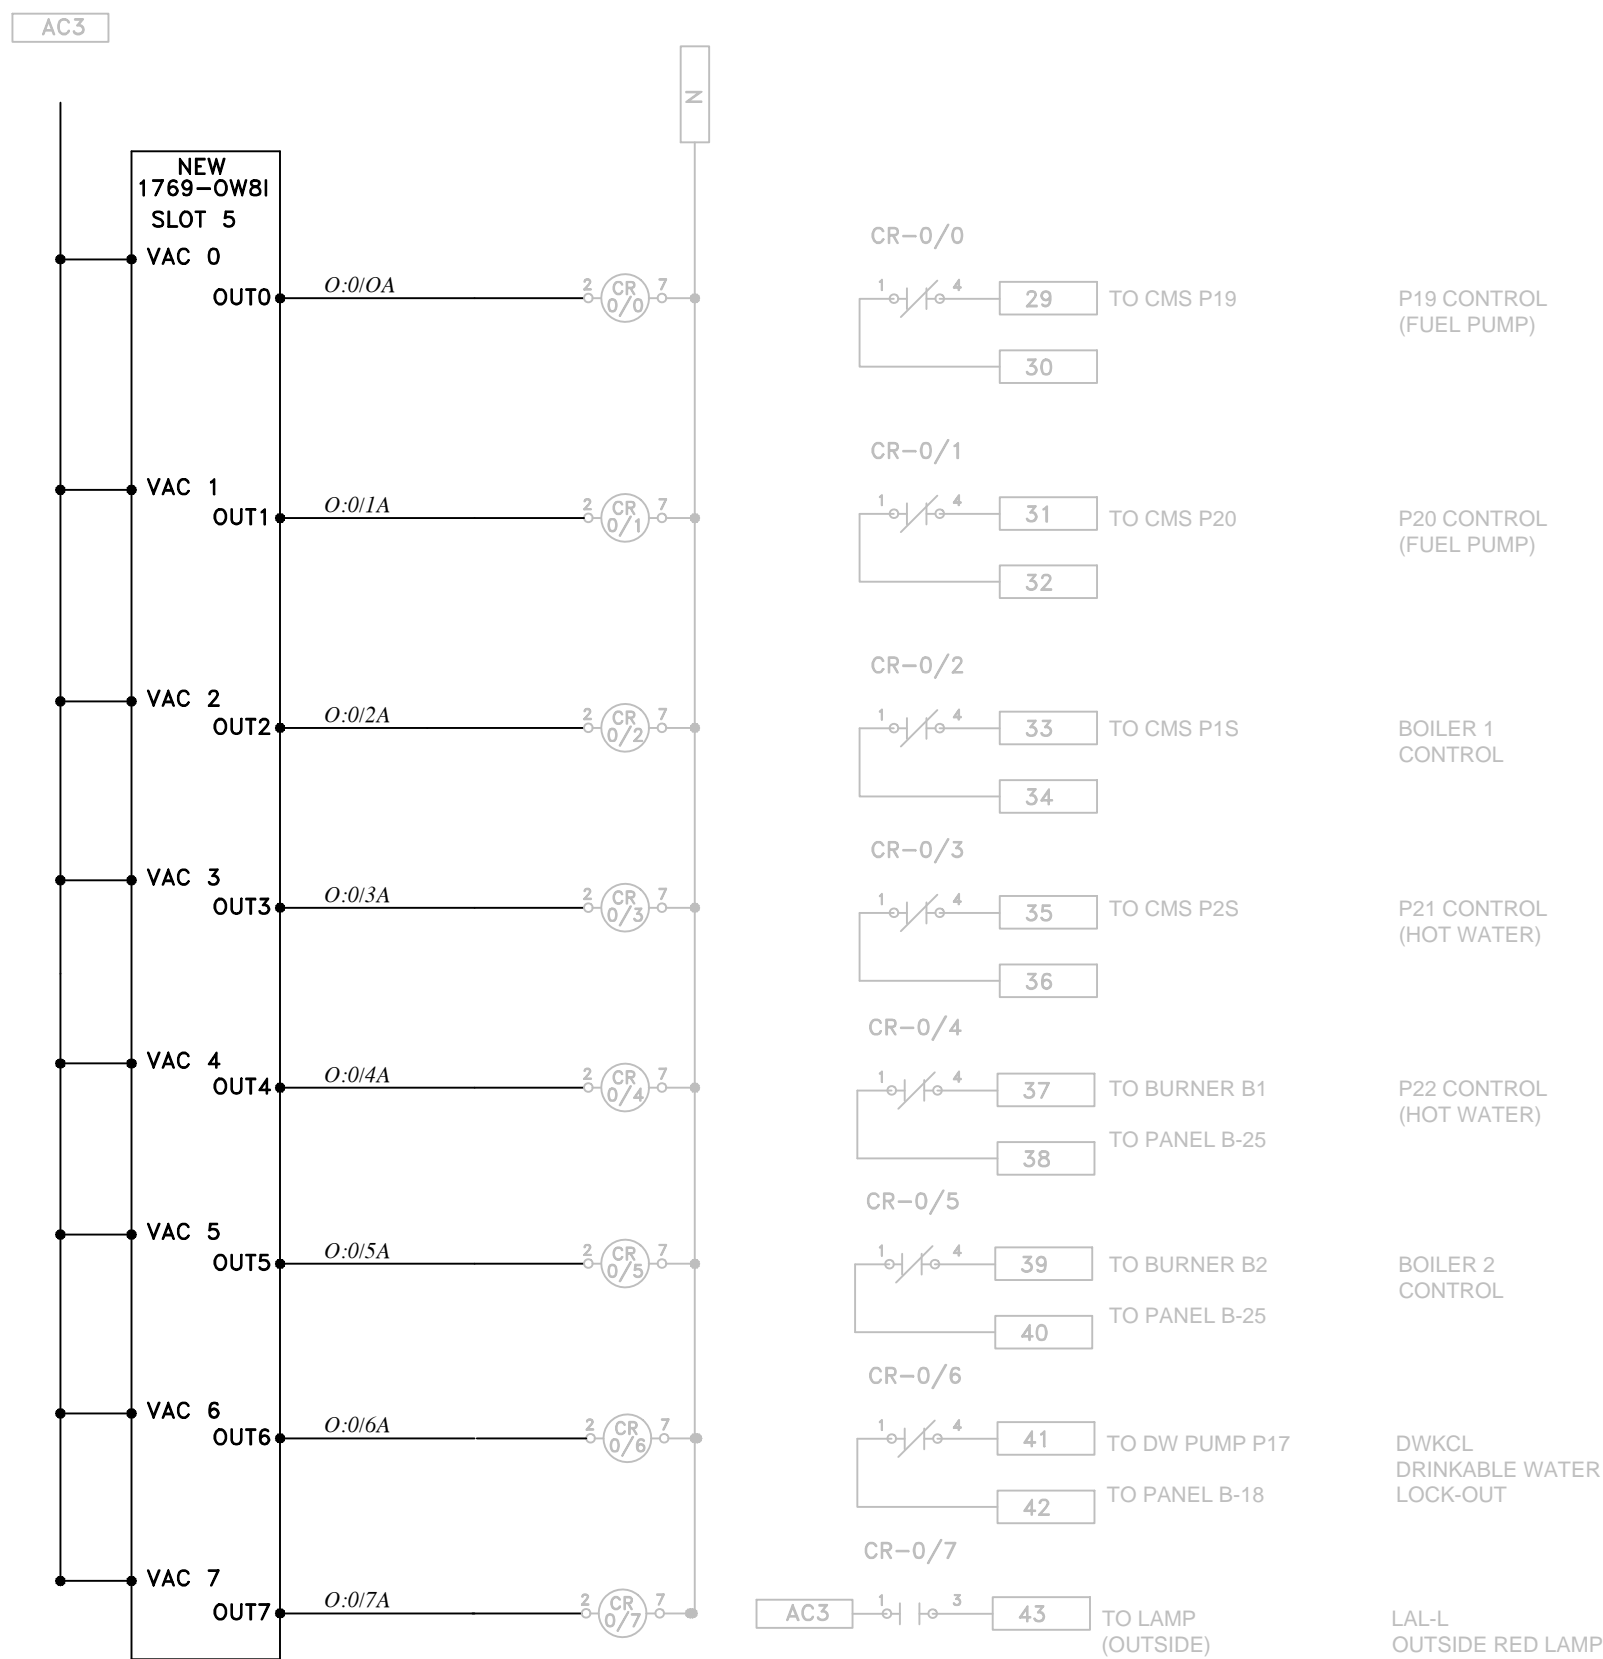 AC3
N
NEW
1769-OW8I
SLOT 5
CR-0/0
VAC 0
OUT0 O:0/OA 2 CR 0/0 7
1 4 29 TO CMS P19 P19 CONTROL
(FUEL PUMP)
30
CR-0/1
VAC 1
OUT1 O:0/1A 2 CR 0/1 7
1 4 31 TO CMS P20 P20 CONTROL
(FUEL PUMP)
32
CR-0/2
VAC 2
OUT2 O:0/2A 2 CR 0/2 7
1 4 33 TO CMS P1S BOILER 1
CONTROL
34
CR-0/3
VAC 3
OUT3 O:0/3A 2 CR 0/3 7
1 4 35 TO CMS P2S P21 CONTROL
(HOT WATER)
36
CR-0/4
VAC 4
OUT4 O:0/4A 2 CR 0/4 7
1 4 37 TO BURNER B1 P22 CONTROL
(HOT WATER)
38 TO PANEL B-25
CR-0/5
VAC 5
OUT5 O:0/5A 2 CR 0/5 7
1 4 39 TO BURNER B2 BOILER 2
CONTROL
40 TO PANEL B-25
CR-0/6
VAC 6
OUT6 O:0/6A 2 CR 0/6 7
1 4 41 TO DW PUMP P17 DWKCL
DRINKABLE WATER
42 TO PANEL B-18 LOCK-OUT
CR-0/7
VAC 7
OUT7 O:0/7A 2 CR 0/7 7
AC3 1 3 43 TO LAMP LAL-L
(OUTSIDE) OUTSIDE RED LAMP